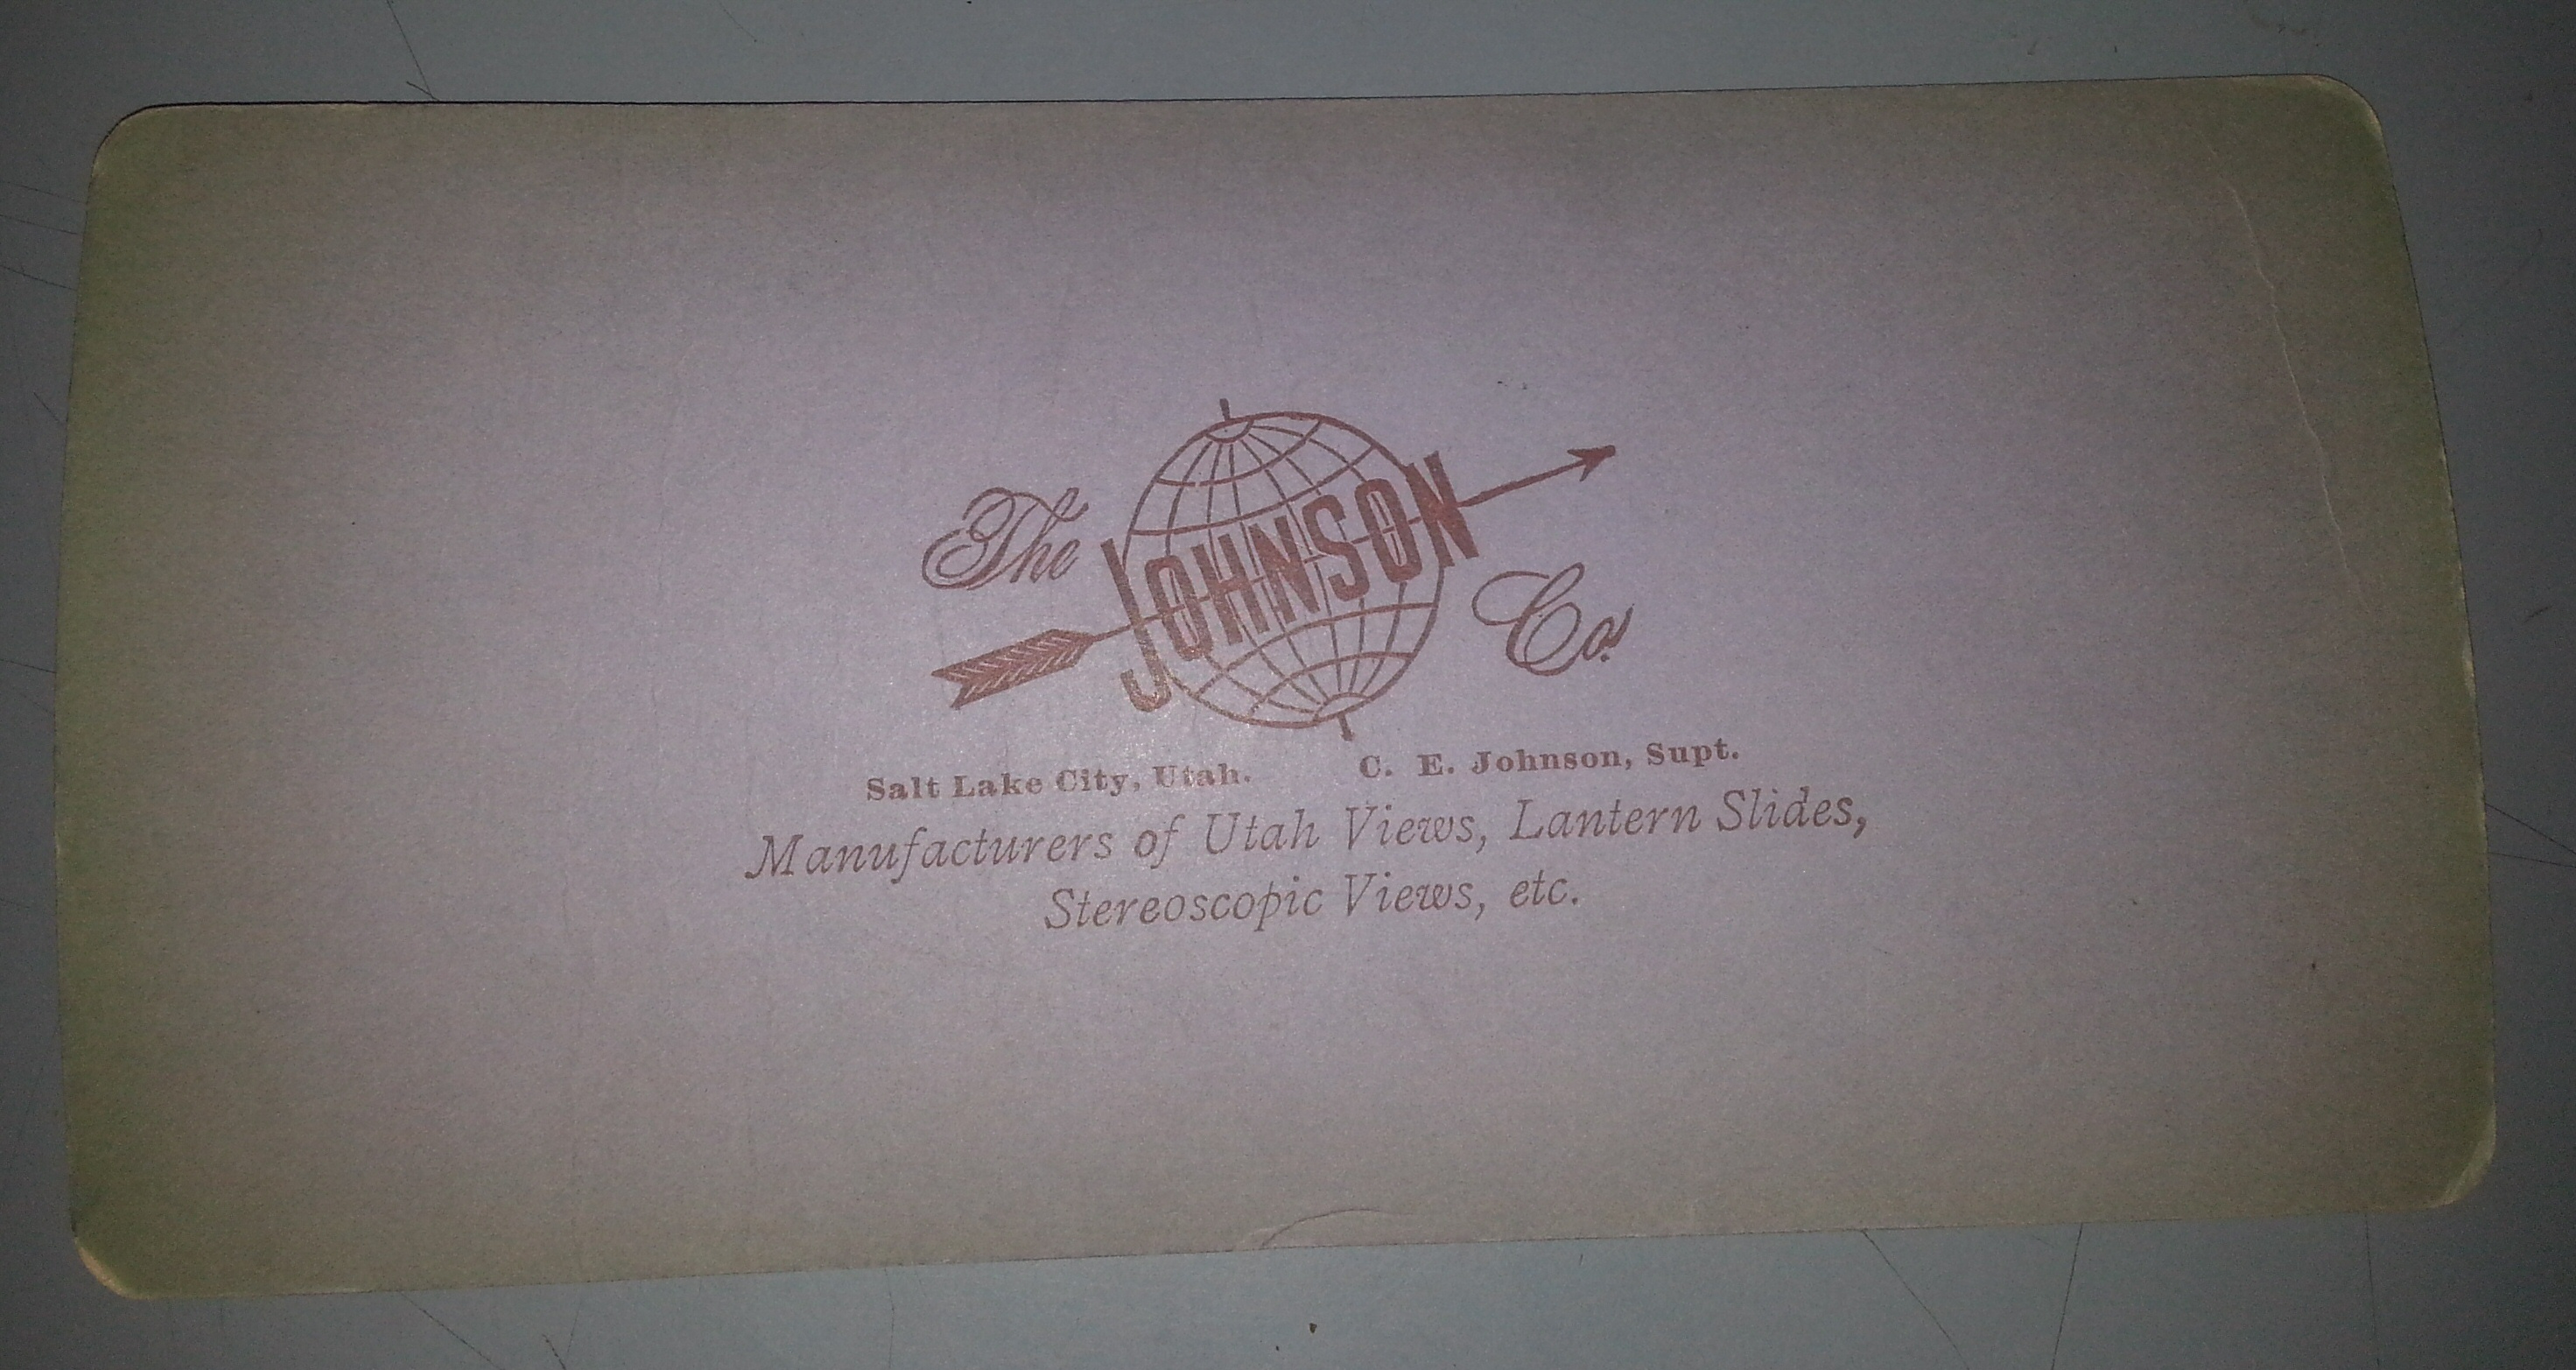 The JOHNSON Co.
Salt Lake City, Utah. C. E. Johnson, Supt.
Manufacturers of Utah Views, Lantern Slides,
Stereoscopic Views, etc.